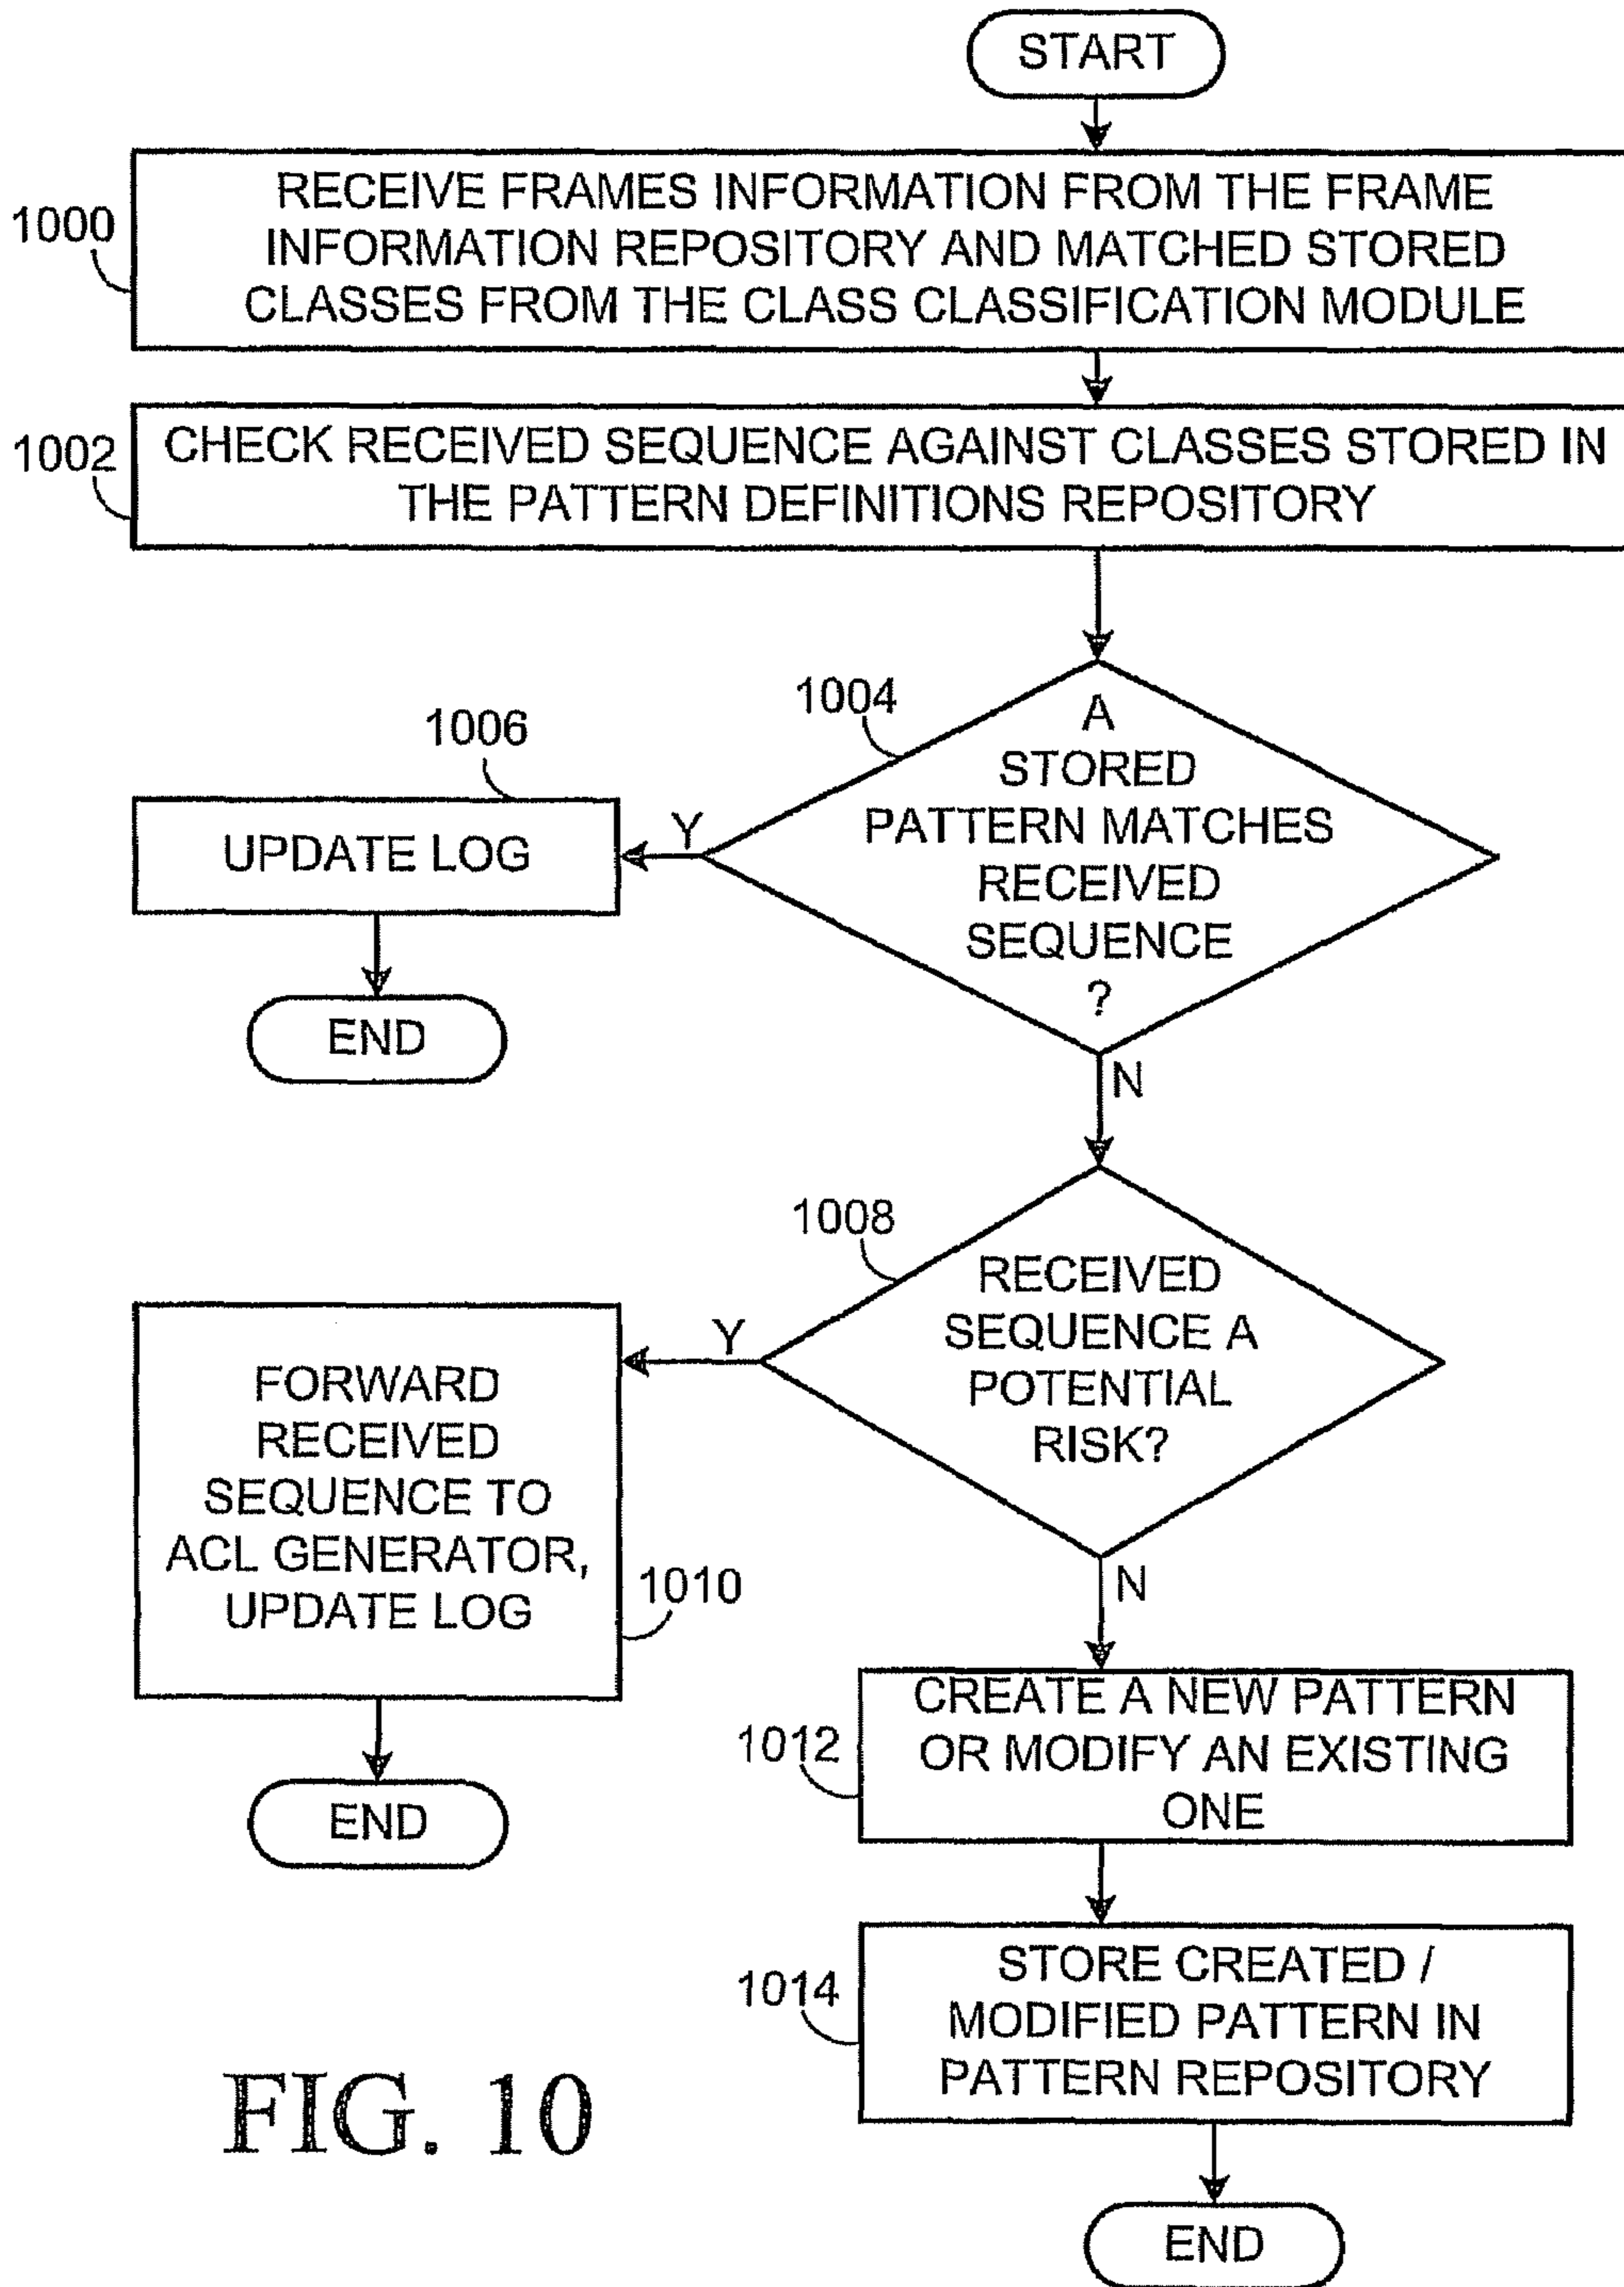 START
1000
RECEIVE FRAMES INFORMATION FROM THE FRAME
INFORMATION REPOSITORY AND MATCHED STORED
CLASSES FROM THE CLASS CLASSIFICATION MODULE
1002
CHECK RECEIVED SEQUENCE AGAINST CLASSES STORED IN
THE PATTERN DEFINITIONS REPOSITORY
1004
A
STORED
PATTERN MATCHES
RECEIVED
SEQUENCE
?
Y
1006
UPDATE LOG
END
N
1008
RECEIVED
SEQUENCE A
POTENTIAL
RISK?
Y
FORWARD
RECEIVED
SEQUENCE TO
ACL GENERATOR,
UPDATE LOG
1010
END
N
1012
CREATE A NEW PATTERN
OR MODIFY AN EXISTING
ONE
1014
STORE CREATED /
MODIFIED PATTERN IN
PATTERN REPOSITORY
END
FIG. 10